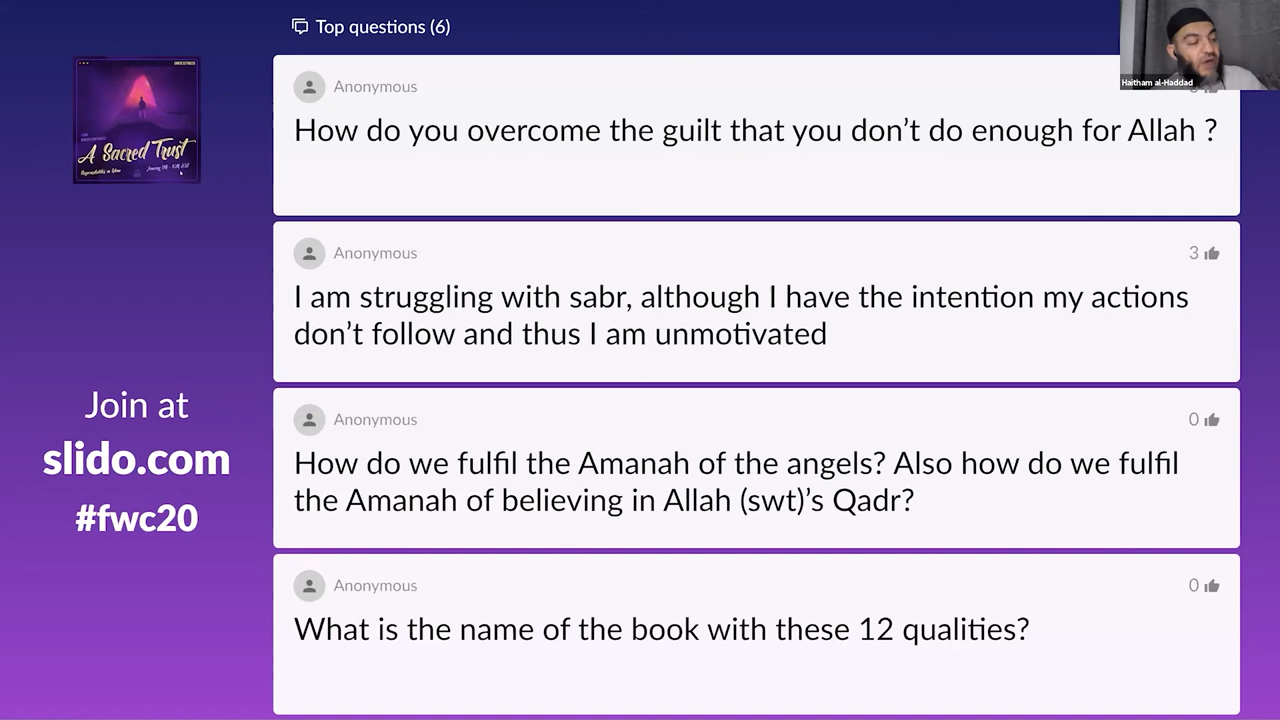 Top questions (6)
Haitham al-Haddad
Anonymous
How do you overcome the guilt that you don't do enough for Allah ?
A Sacred Trust
Anonymous
3
I am struggling with sabr, although I have the intention my actions
don't follow and thus I am unmotivated
Join at
slido.com
#fwc20
Anonymous
0
How do we fulfil the Amanah of the angels? Also how do we fulfil
the Amanah of believing in Allah (swt)'s Qadr?
Anonymous
0
What is the name of the book with these 12 qualities?